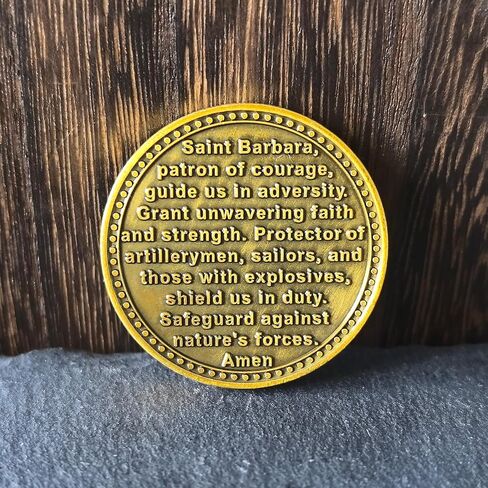 Saint Barbara,
patron of courage,
guide us in adversity.
Grant unwavering faith
and strength. Protector of
artillerymen, sailors, and
those with explosives,
shield us in duty.
Safeguard against
nature's forces.
Amen